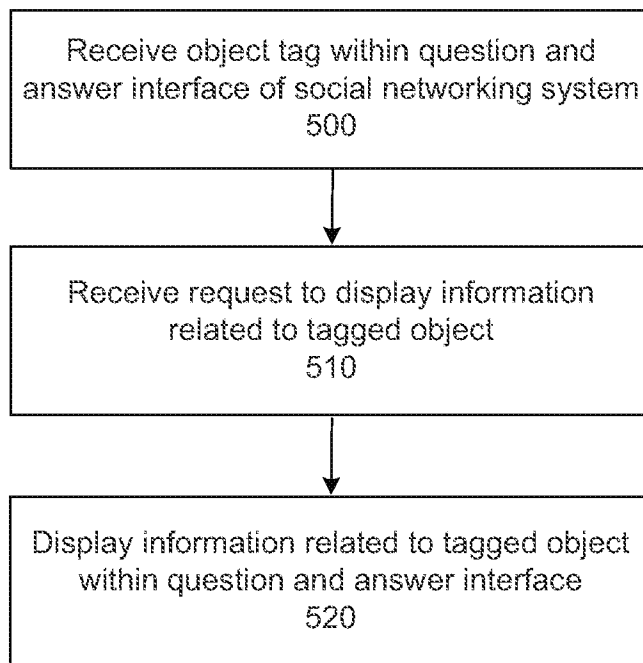 Receive object tag within question and
answer interface of social networking system
500
Receive request to display information
related to tagged object
510
Display information related to tagged object
within question and answer interface
520